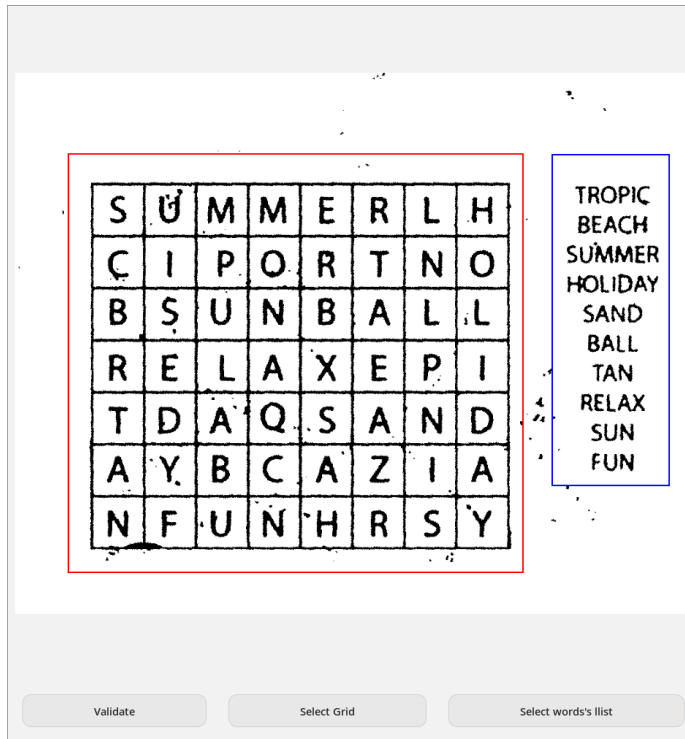 S U M M E R L H
C I P O R T N O
B S U N B A L L
R E L A X E P I
T D A Q S A N D
A Y B C A Z I A
N F U N H R S Y
TROPIC
BEACH
SUMMER
HOLIDAY
SAND
BALL
TAN
RELAX
SUN
FUN
Validate
Select Grid
Select words's llist